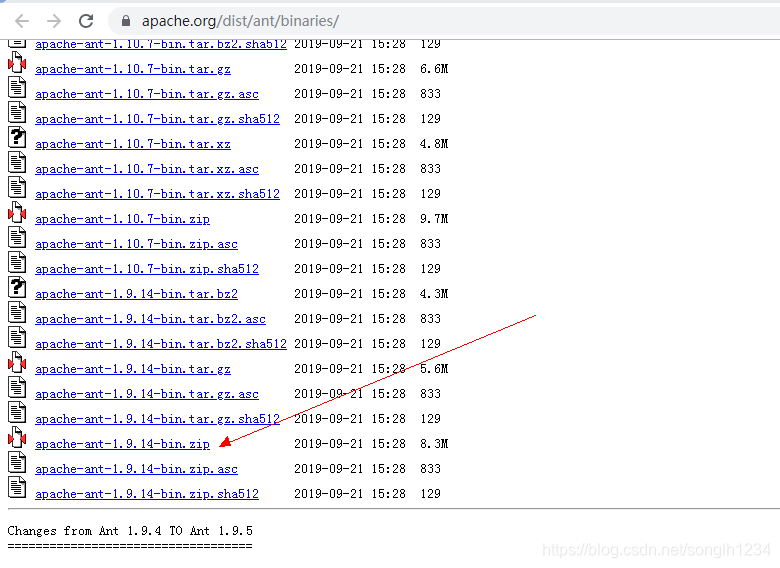 apache.org/dist/ant/binaries/
apache-ant-1.10.7-bin.tar.bz2.sha512 2019-09-21 15:28 129
apache-ant-1.10.7-bin.tar.gz 2019-09-21 15:28 6.6M
apache-ant-1.10.7-bin.tar.gz.asc 2019-09-21 15:28 833
apache-ant-1.10.7-bin.tar.gz.sha512 2019-09-21 15:28 129
apache-ant-1.10.7-bin.tar.xz 2019-09-21 15:28 4.8M
apache-ant-1.10.7-bin.tar.xz.asc 2019-09-21 15:28 833
apache-ant-1.10.7-bin.tar.xz.sha512 2019-09-21 15:28 129
apache-ant-1.10.7-bin.zip 2019-09-21 15:28 9.7M
apache-ant-1.10.7-bin.zip.asc 2019-09-21 15:28 833
apache-ant-1.10.7-bin.zip.sha512 2019-09-21 15:28 129
apache-ant-1.9.14-bin.tar.bz2 2019-09-21 15:28 4.3M
apache-ant-1.9.14-bin.tar.bz2.asc 2019-09-21 15:28 833
apache-ant-1.9.14-bin.tar.bz2.sha512 2019-09-21 15:28 129
apache-ant-1.9.14-bin.tar.gz 2019-09-21 15:28 5.6M
apache-ant-1.9.14-bin.tar.gz.asc 2019-09-21 15:28 833
apache-ant-1.9.14-bin.tar.gz.sha512 2019-09-21 15:28 129
apache-ant-1.9.14-bin.zip 2019-09-21 15:28 8.3M
apache-ant-1.9.14-bin.zip.asc 2019-09-21 15:28 833
apache-ant-1.9.14-bin.zip.sha512 2019-09-21 15:28 129
Changes from Ant 1.9.4 TO Ant 1.9.5
===================================
https://blog.csdn.net/songlh1234